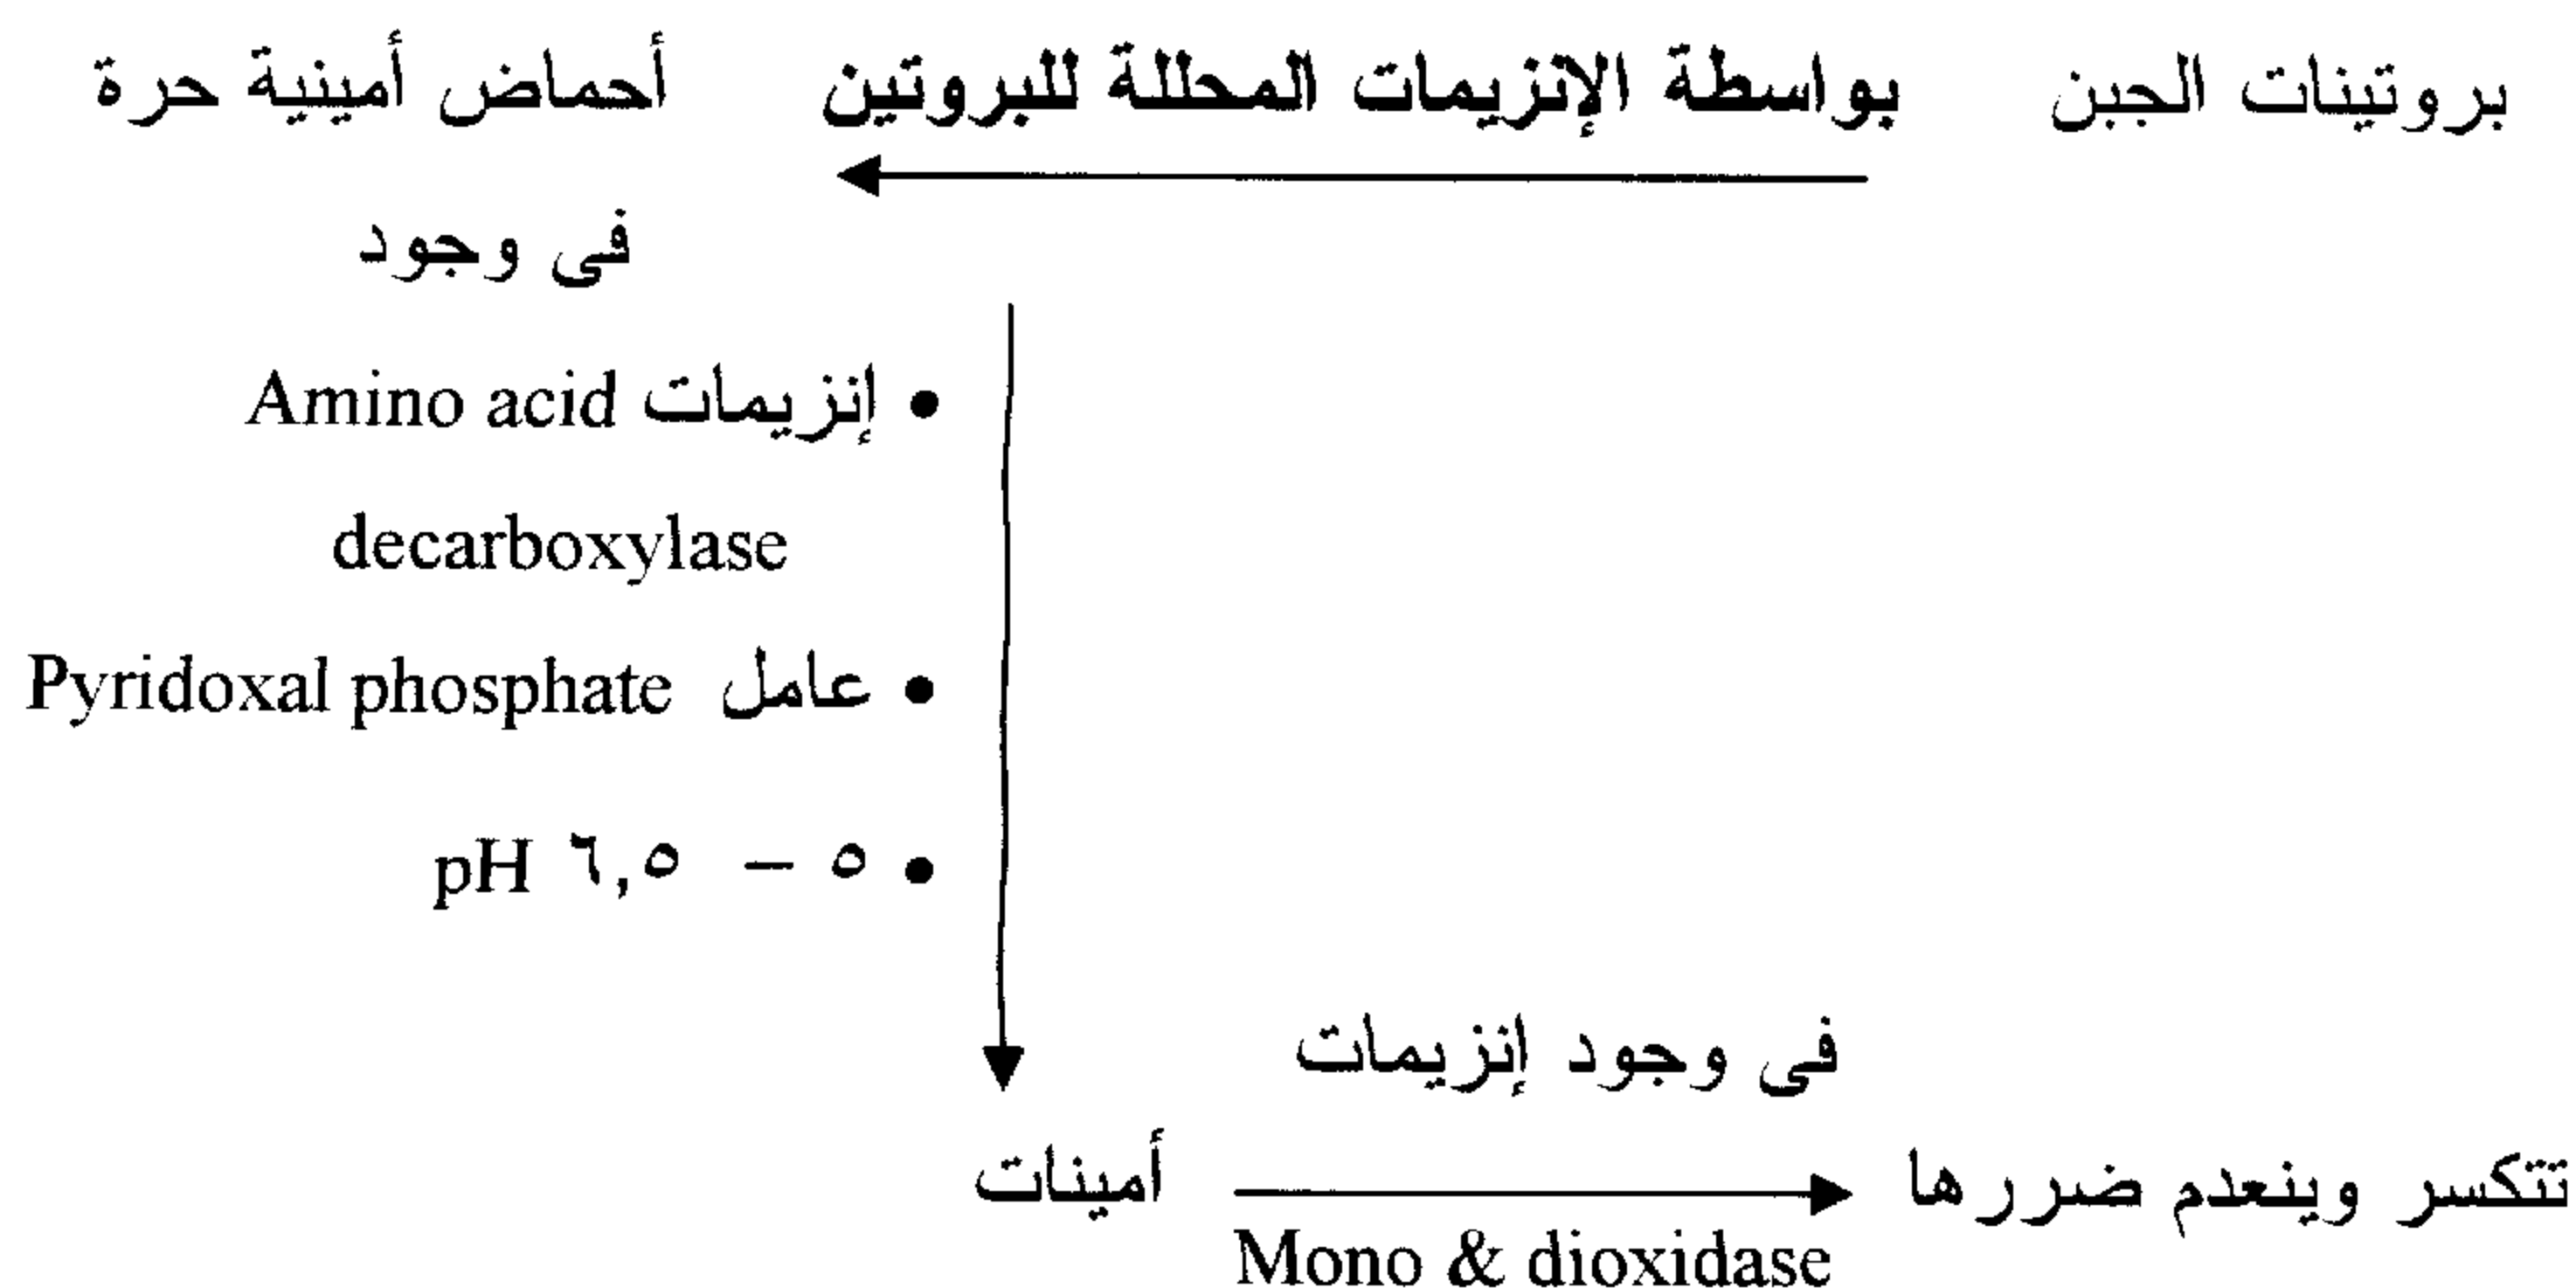 بروتينات الجبن بواسطة الإنزيمات المحللة للبروتين أحماض أمينية حرة
فى وجود
• إنزيمات Amino acid
decarboxylase
• عامل Pyridoxal phosphate
• ٥ – ٦,٥ pH
فى وجود إنزيمات
أمينات تتكسر وينعدم ضررها
Mono & dioxidase